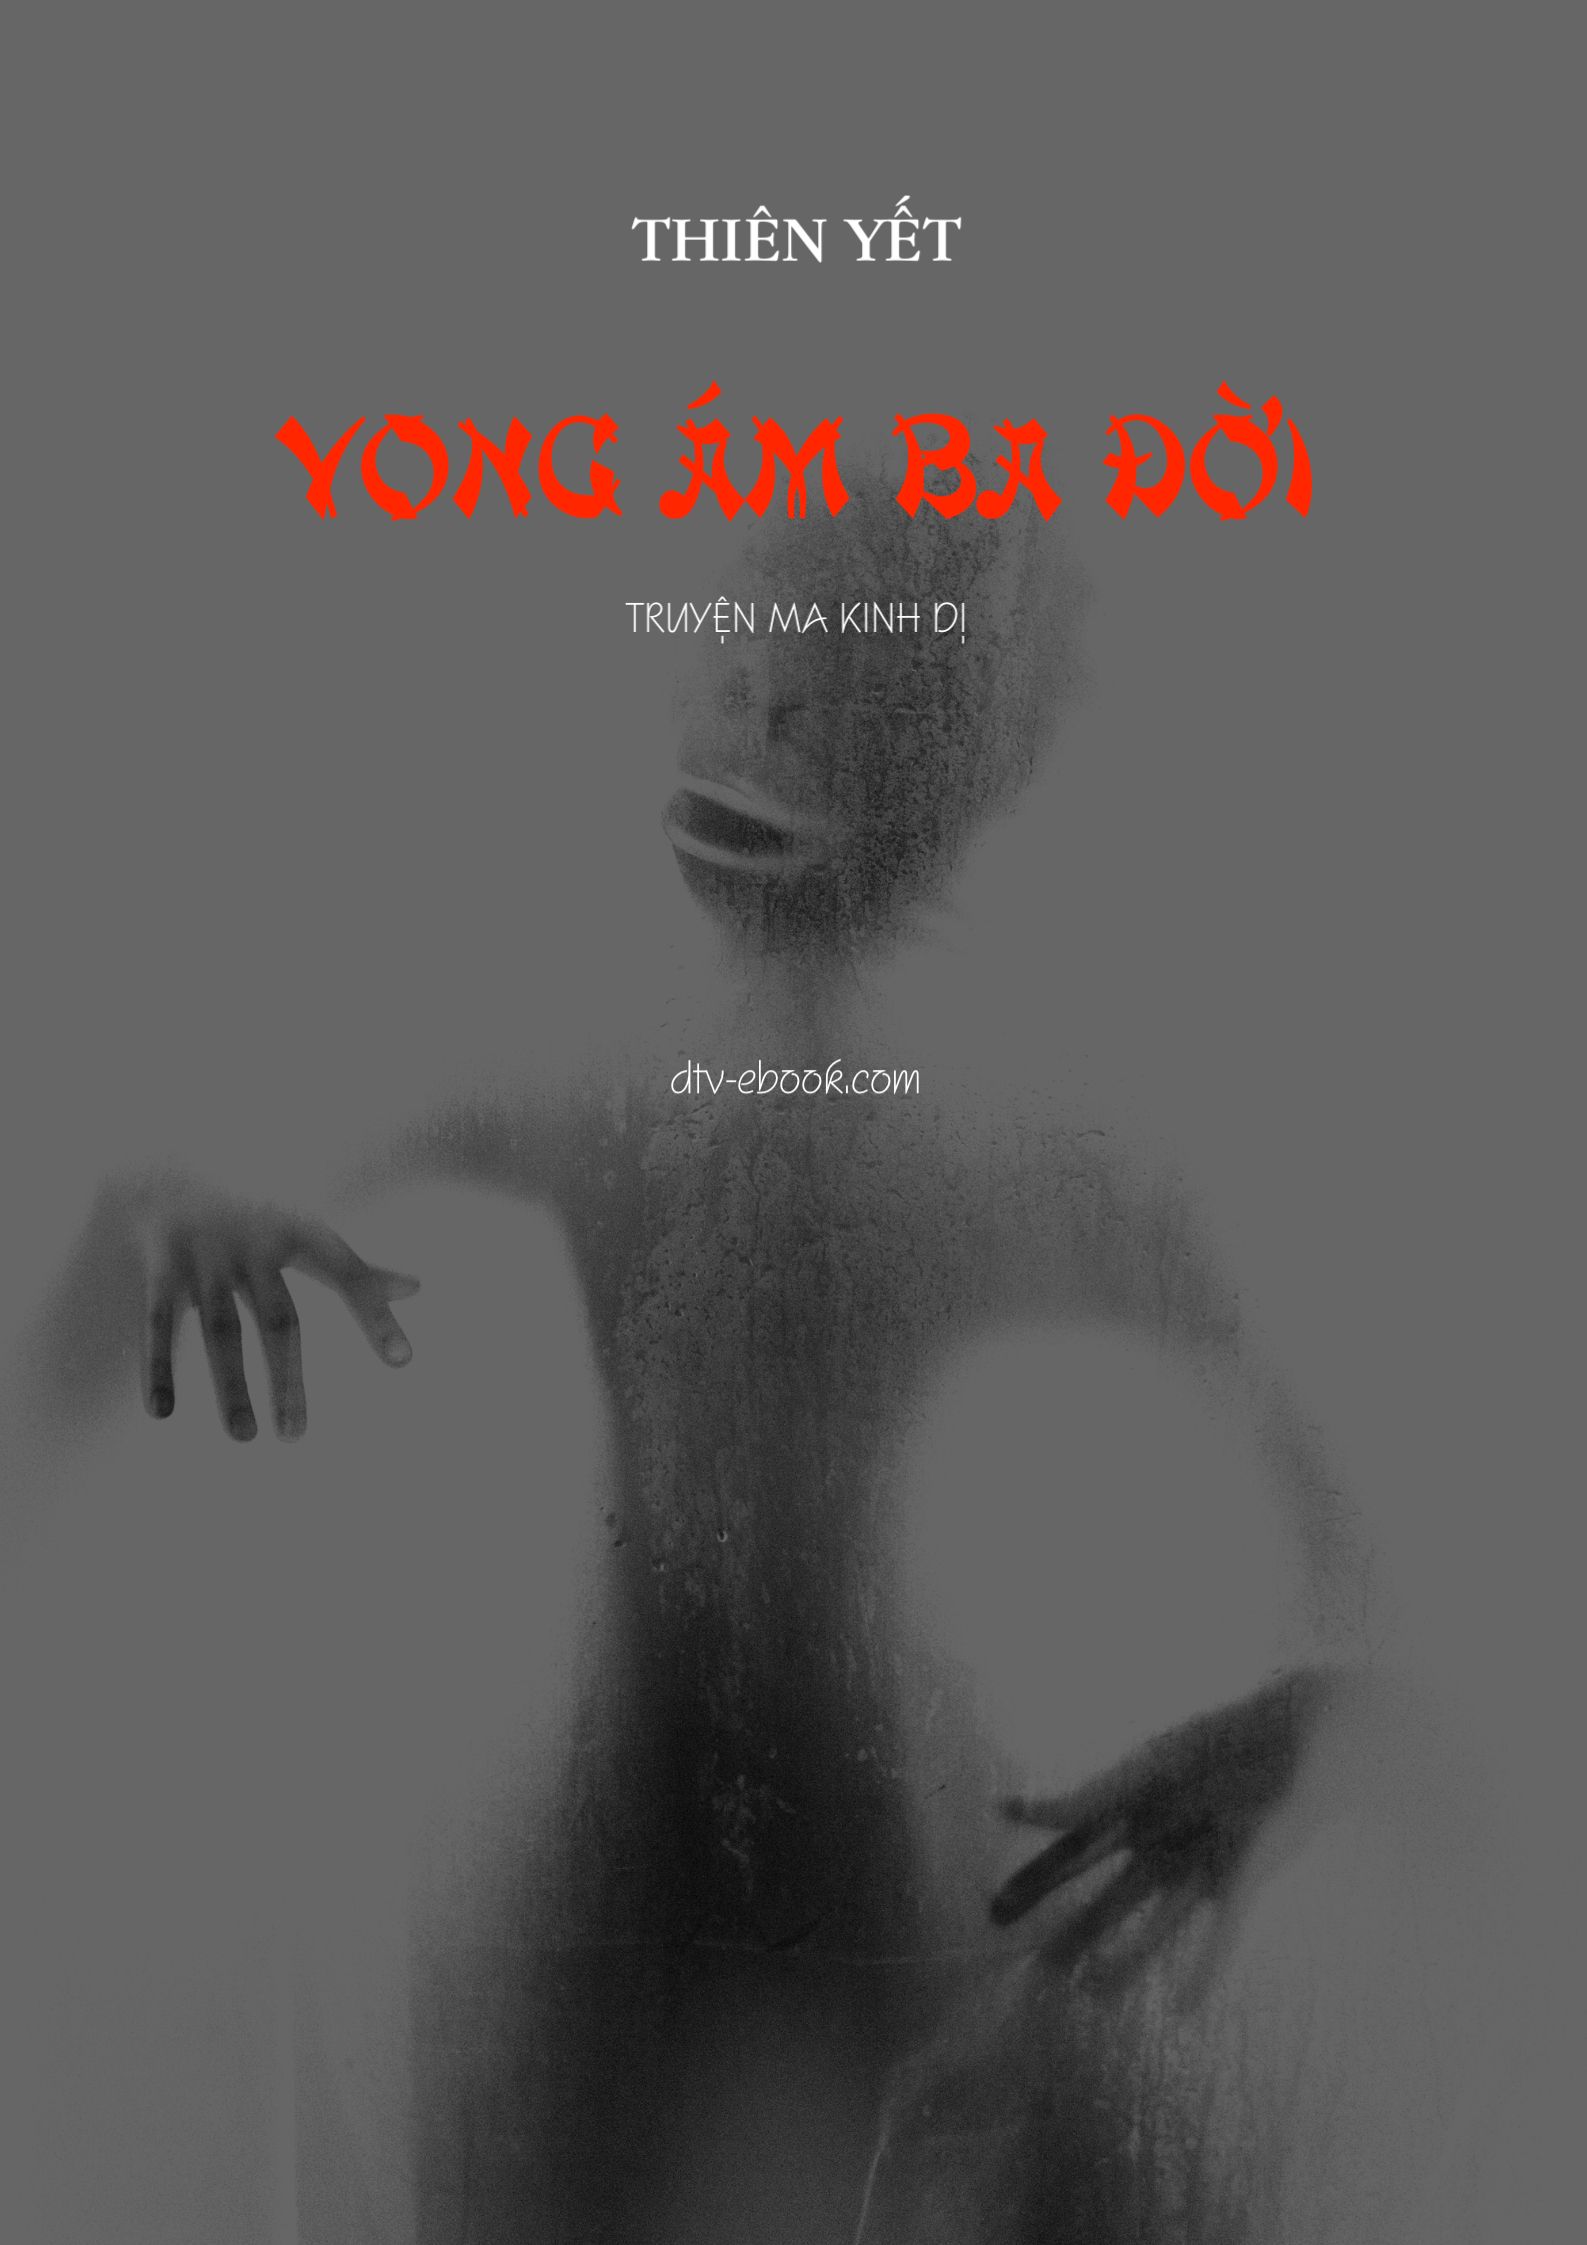 THIÊN YẾT
VONG ÁM BA ĐỜI
TRUYỆN MA KINH DỊ
dtv-ebook.com